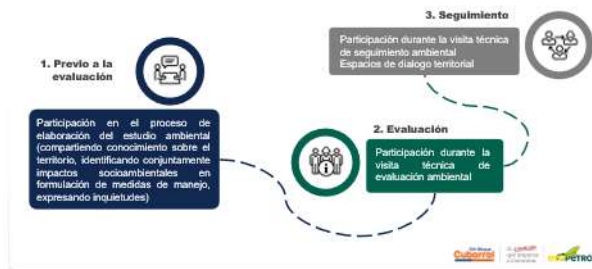 3. Seguimiento
Participación durante la visita técnica
de seguimiento ambiental
Espacios de dialogo territorial
1. Previo a la
evaluación
Participación en el proceso de
elaboración del estudio ambiental
(compartiendo conocimiento sobre el
territorio, identificando conjuntamente
impactos socioambientales en
formulación de medidas de manejo,
expresando inquietudes)
2. Evaluación
Participación durante la
visita técnica de
evaluación ambiental
Cubarral